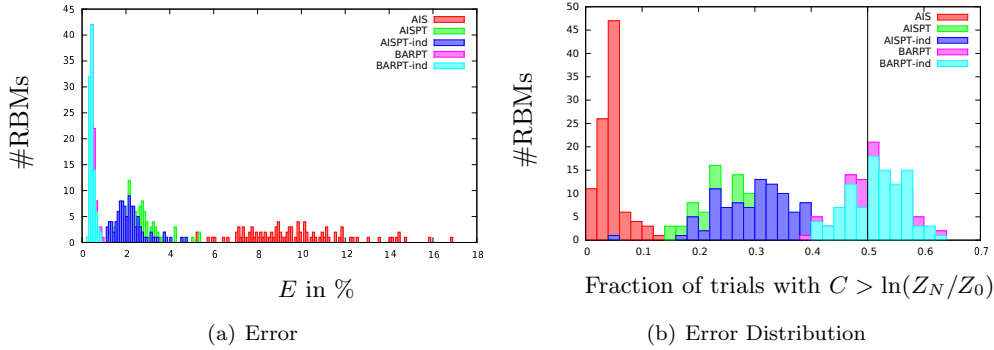 45
40
35
30
25
20
15
10
5
0
#RBMs
AIS
AISPT
AISPT-ind
BARPT
BARPT-ind
0 2 4 6 8 10 12 14 16 18
E in %
(a) Error
50
45
40
35
30
25
20
15
10
5
0
#RBMs
AIS
AISPT
AISPT-ind
BARPT
BARPT-ind
0 0.1 0.2 0.3 0.4 0.5 0.6 0.7
Fraction of trials with C > ln(Z_N/Z_0)
(b) Error Distribution